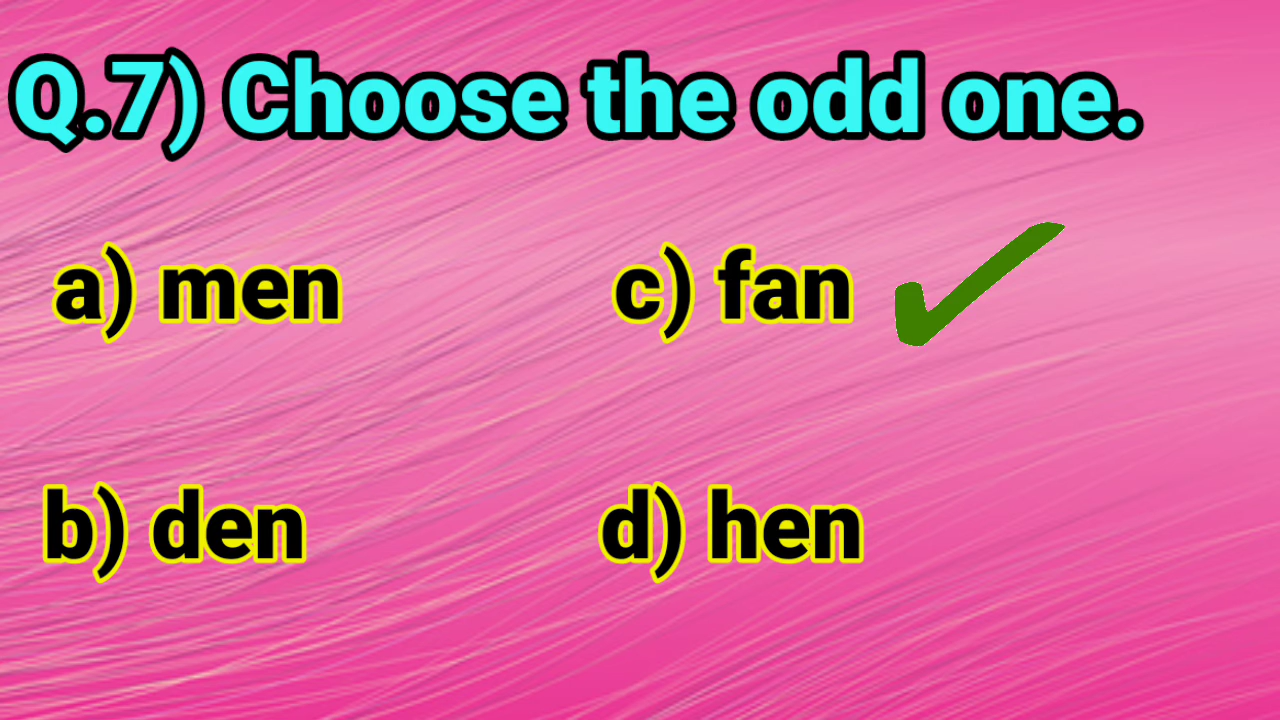 Q.7) Choose the odd one.
a) men c) fan
b) den d) hen